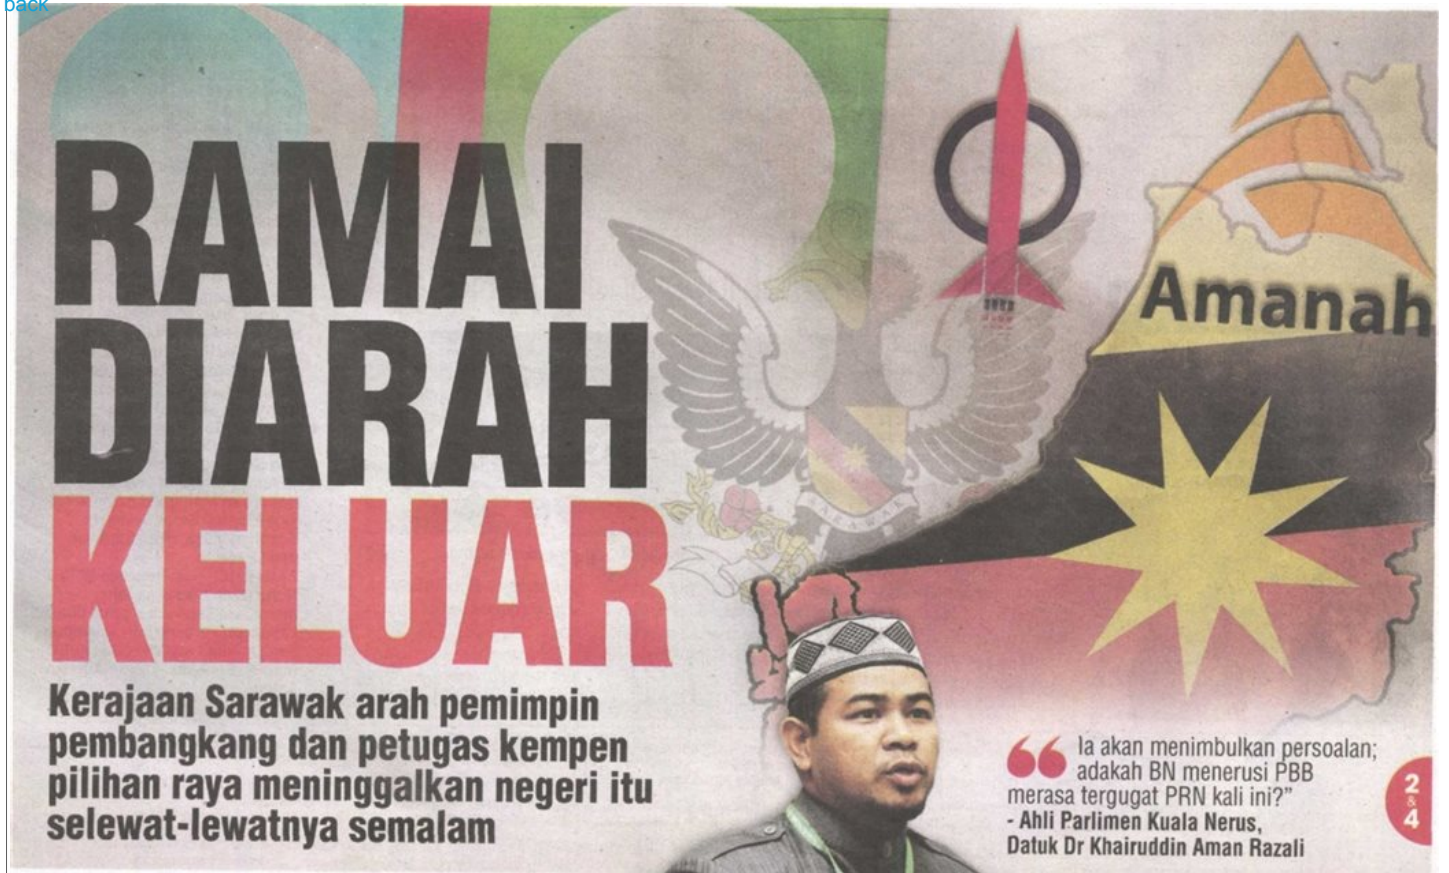 back
RAMAI
DIARAH
KELUAR
Kerajaan Sarawak arah pemimpin
pembangkang dan petugas kempen
pilihan raya meninggalkan negeri itu
selewat-lewatnya semalam
Amanah
“ Ia akan menimbulkan persoalan;
adakah BN menerusi PBB
merasa tergugat PRN kali ini?”
- Ahli Parlimen Kuala Nerus,
Datuk Dr Khairuddin Aman Razali
2
&
4